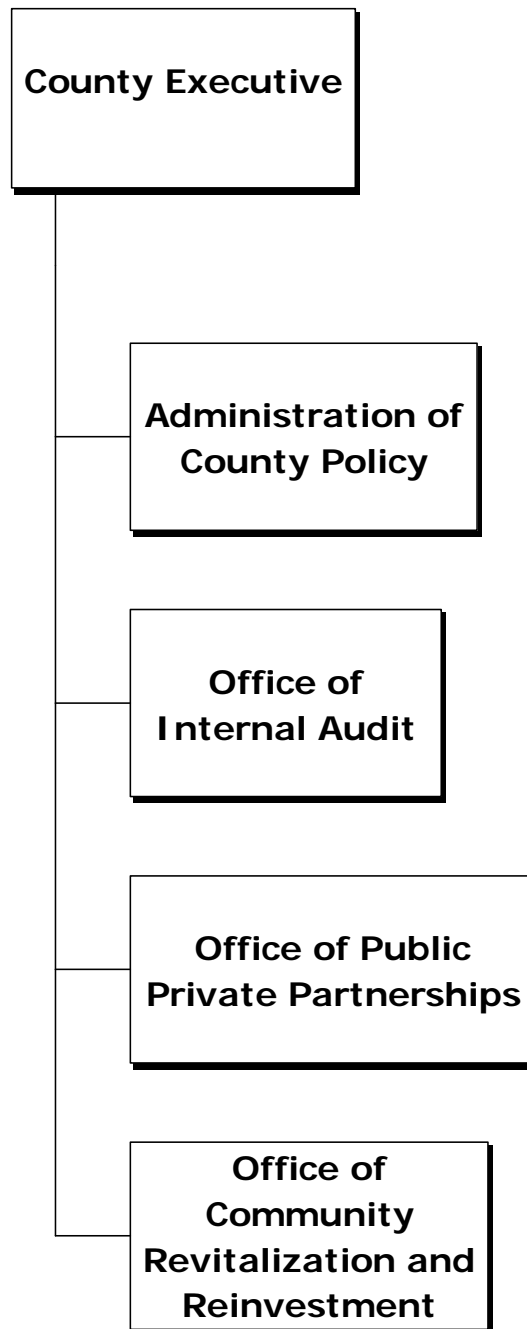 County Executive
Administration of
County Policy
Office of
Internal Audit
Office of Public
Private Partnerships
Office of
Community
Revitalization and
Reinvestment